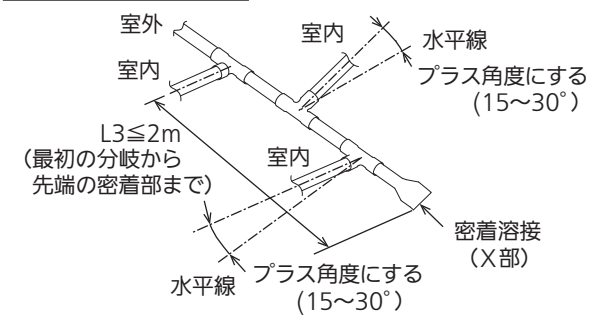 室外
室内
水平線
プラス角度にする
(15～30°)
室内
L3≦2m
(最初の分岐から
先端の密着部まで)
室内
密着溶接
(X部)
水平線
プラス角度にする
(15～30°)